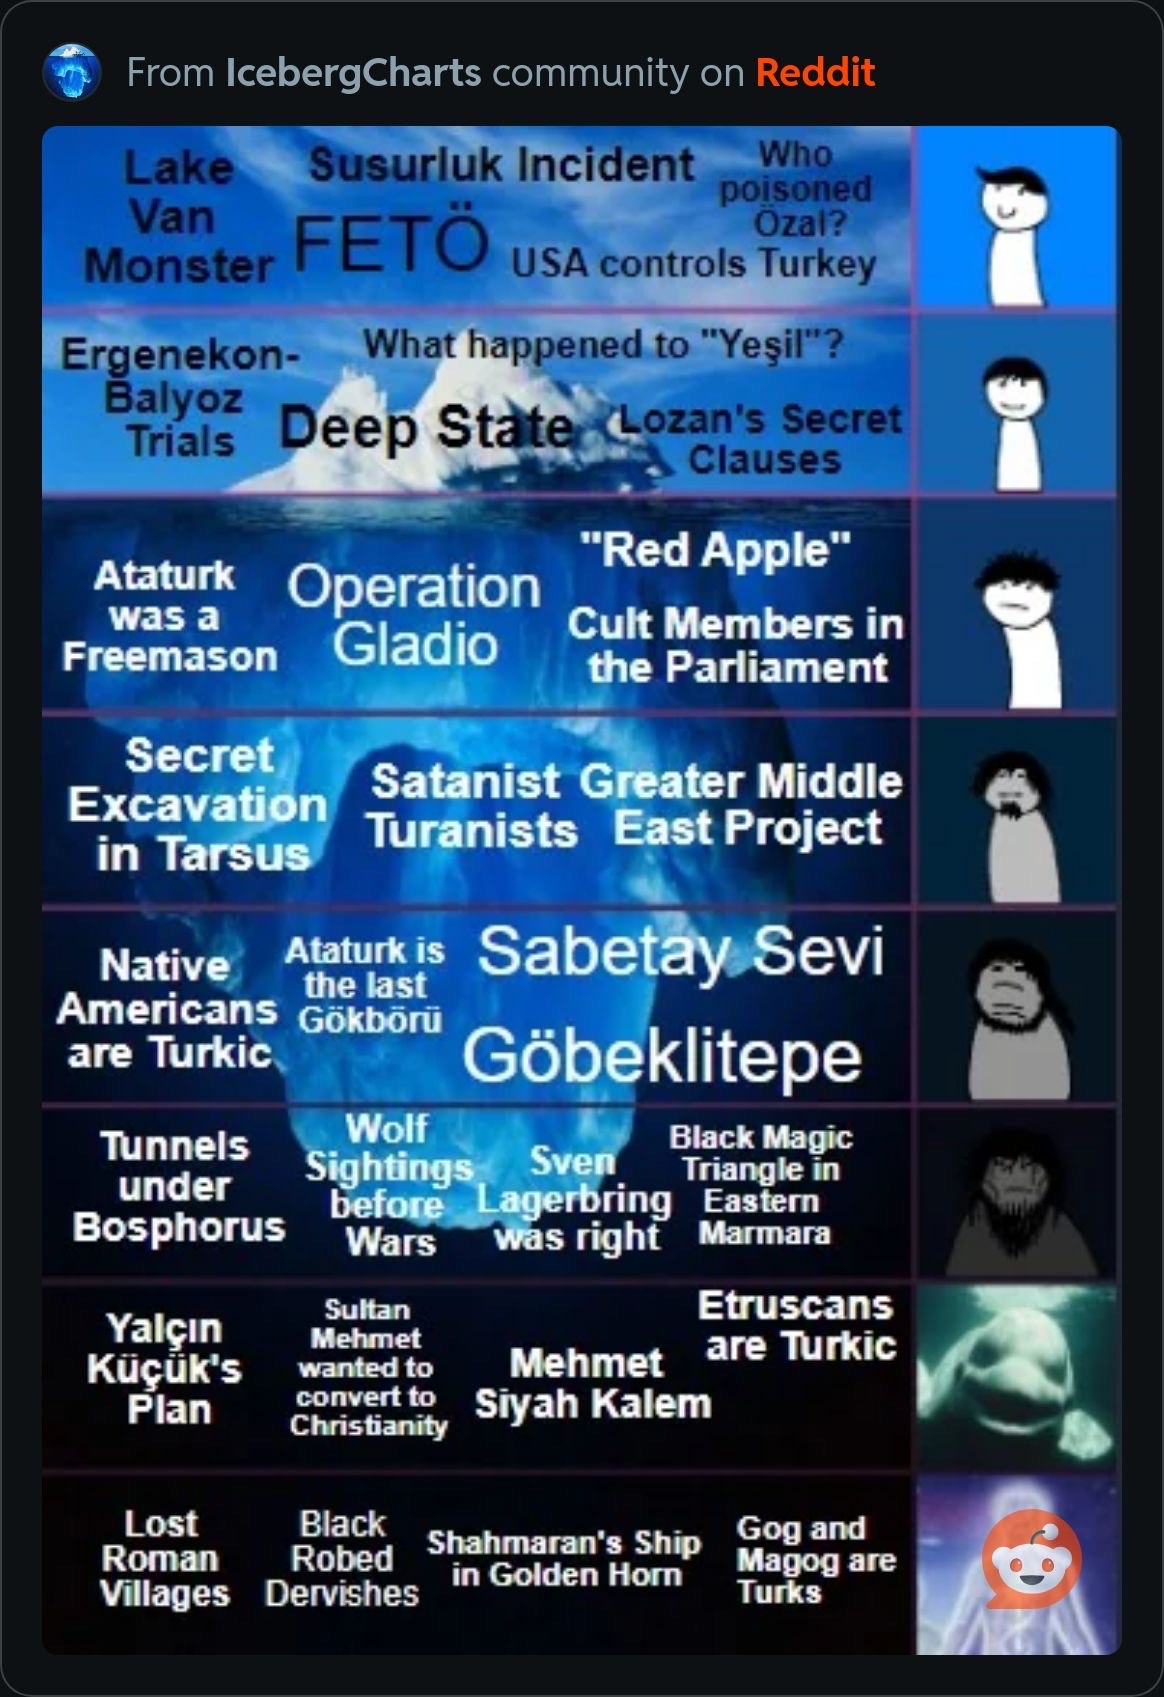 From IcebergCharts community on Reddit
Lake
Van
Monster
Susurluk Incident
FETÖ
Who
poisoned
Özal?
USA controls Turkey
Ergenekon-
Balyoz
Trials
What happened to "Yeşil"?
Deep State
Lozan's Secret
Clauses
Ataturk
was a
Freemason
Operation
Gladio
"Red Apple"
Cult Members in
the Parliament
Secret
Excavation
in Tarsus
Satanist
Turanists
Greater Middle
East Project
Native
Americans
are Turkic
Ataturk is
the last
Gökbörü
Sabetay Sevi
Göbeklitepe
Tunnels
under
Bosphorus
Wolf
Sightings
before
Wars
Sven
Lagerbring
was right
Black Magic
Triangle in
Eastern
Marmara
Yalçın
Küçük's
Plan
Sultan
Mehmet
wanted to
convert to
Christianity
Mehmet
Siyah Kalem
Etruscans
are Turkic
Lost
Roman
Villages
Black
Robed
Dervishes
Shahmaran's Ship
in Golden Horn
Gog and
Magog are
Turks